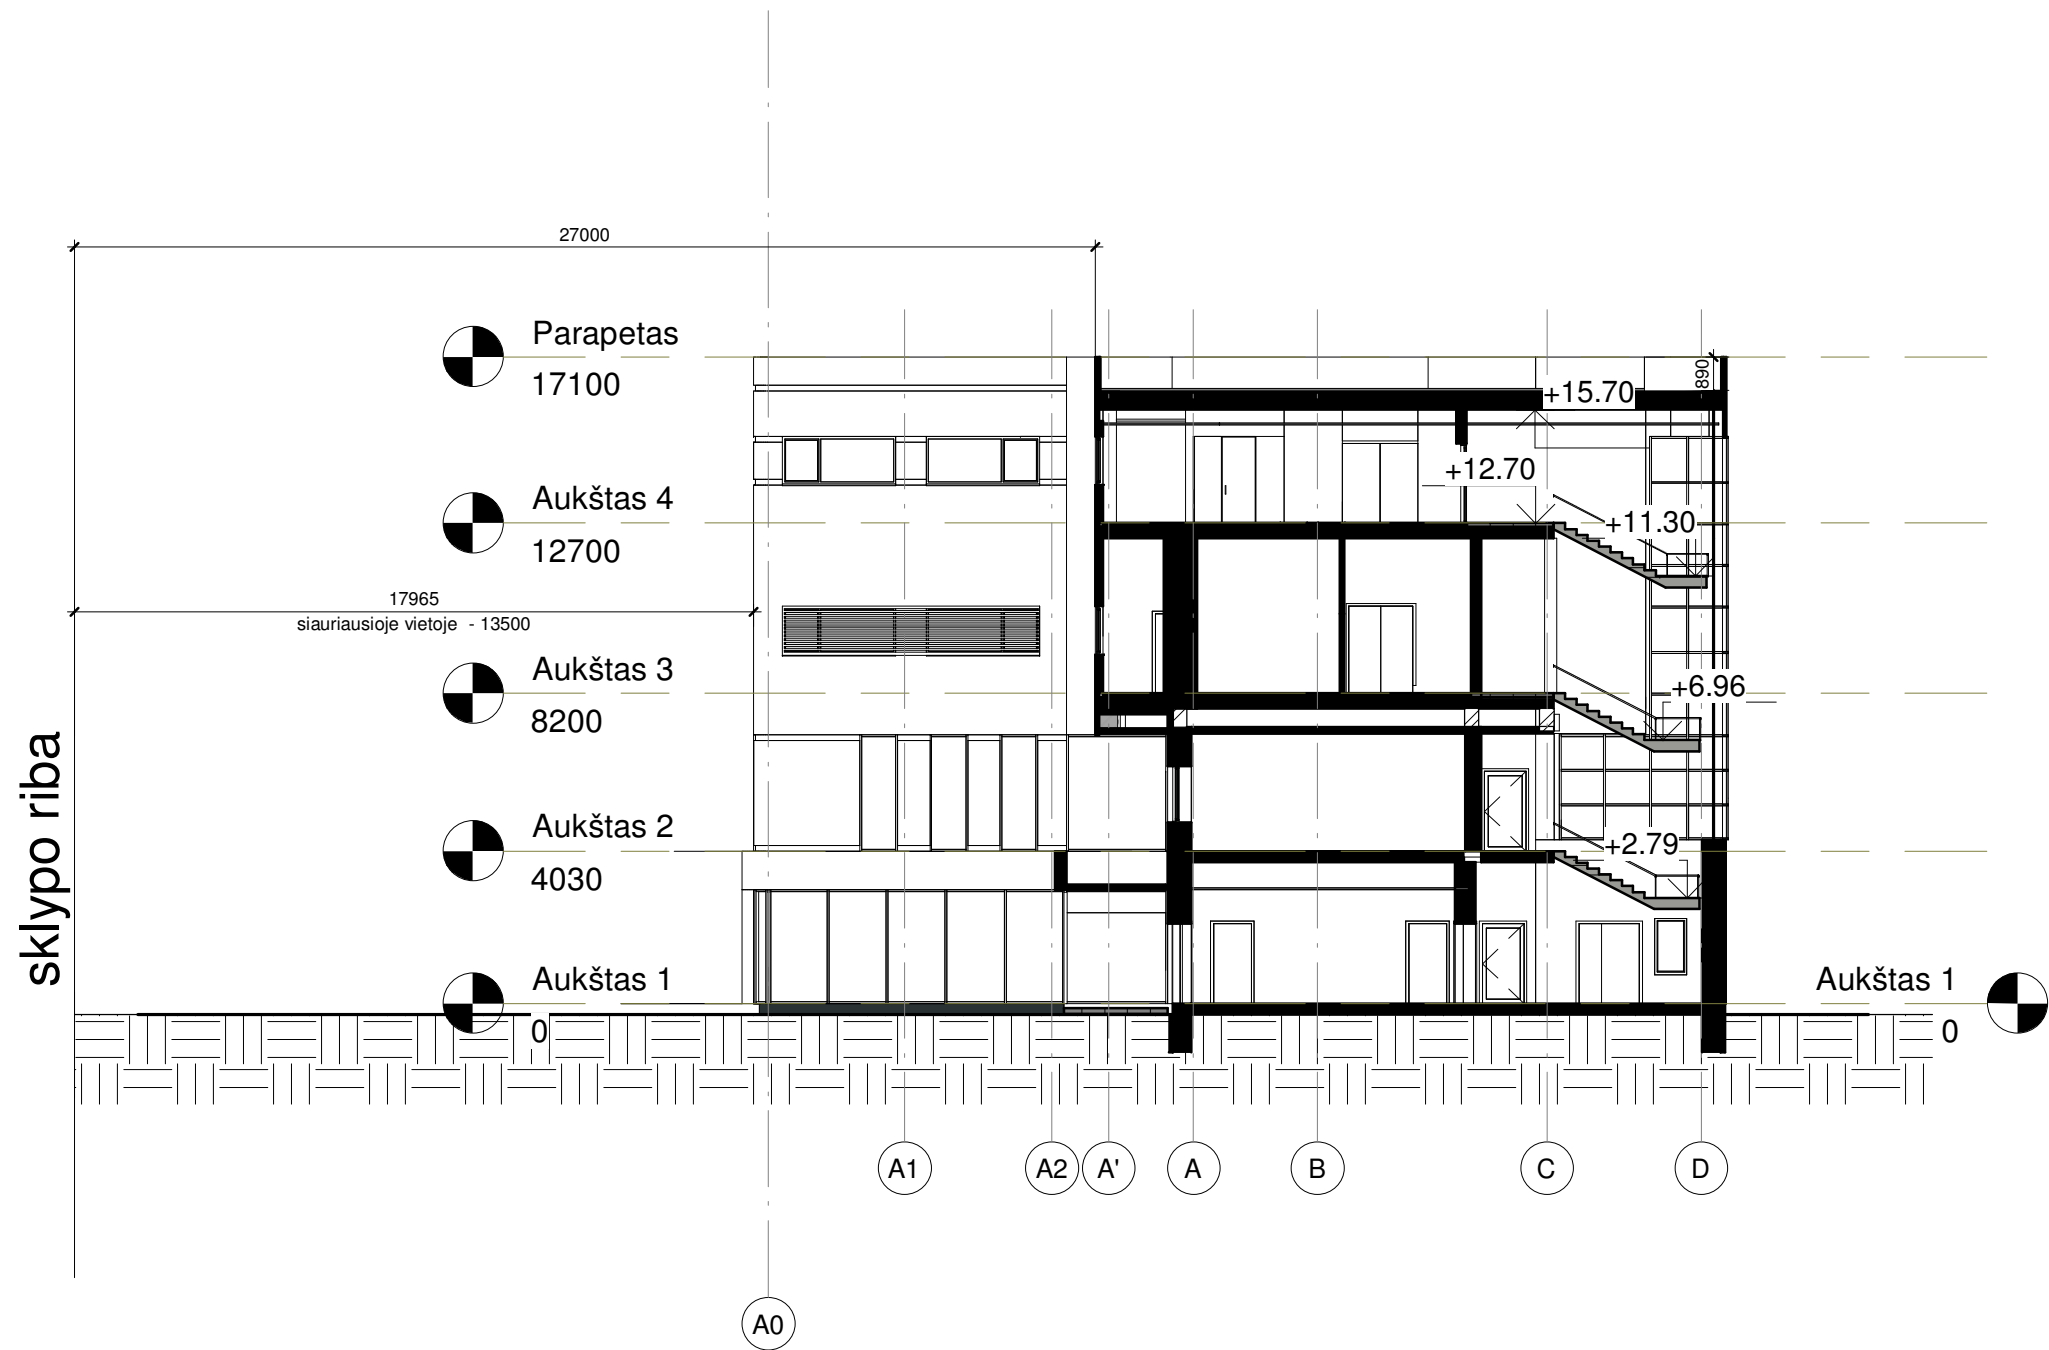 27000
Parapetas
17100
890
+15.70
+12.70
Aukštas 4
12700
+11.30
17965
siauriausioje vietoje - 13500
Aukštas 3
8200
+6.96
sklypo riba
Aukštas 2
4030
+2.79
Aukštas 1
0
Aukštas 1
0
A1
A2
A'
A
B
C
D
A0